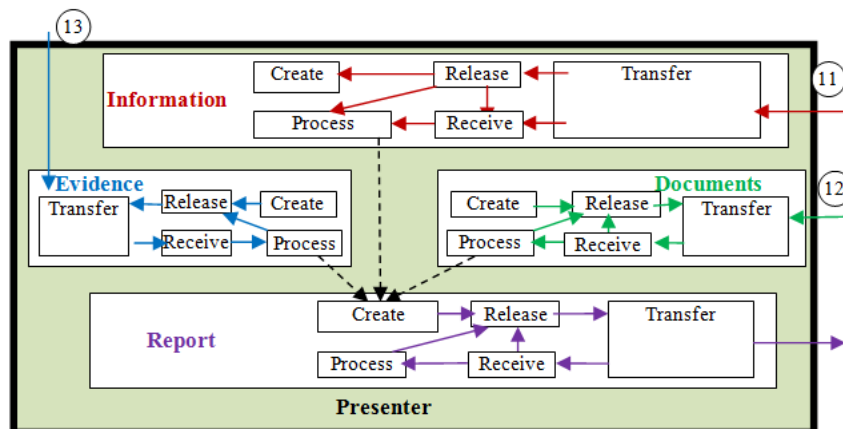 13
Create
Release
Transfer
Information
11
Process
Receive
Evidence
Transfer
Release
Create
Receive
Process
Documents
Create
Release
Transfer
12
Process
Receive
Create
Release
Transfer
Report
Process
Receive
Presenter